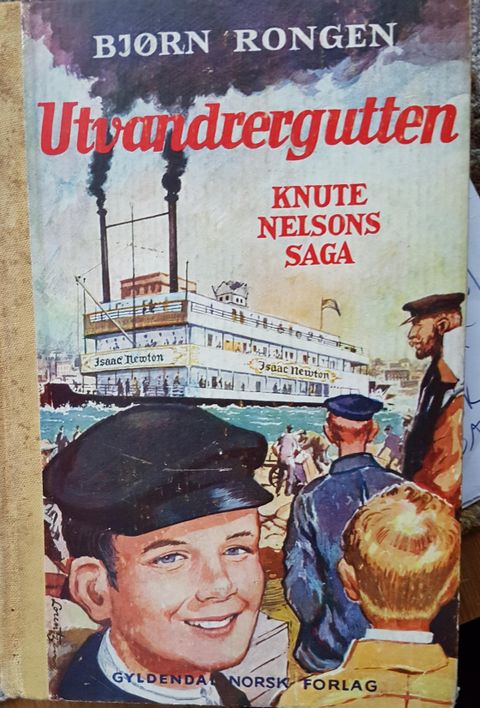 BJØRN RONGEN
Utvandrergutten
KNUTE
NELSONS
SAGA
Isaac Newton
Isaac Newton
GYLDENDAL NORSK FORLAG